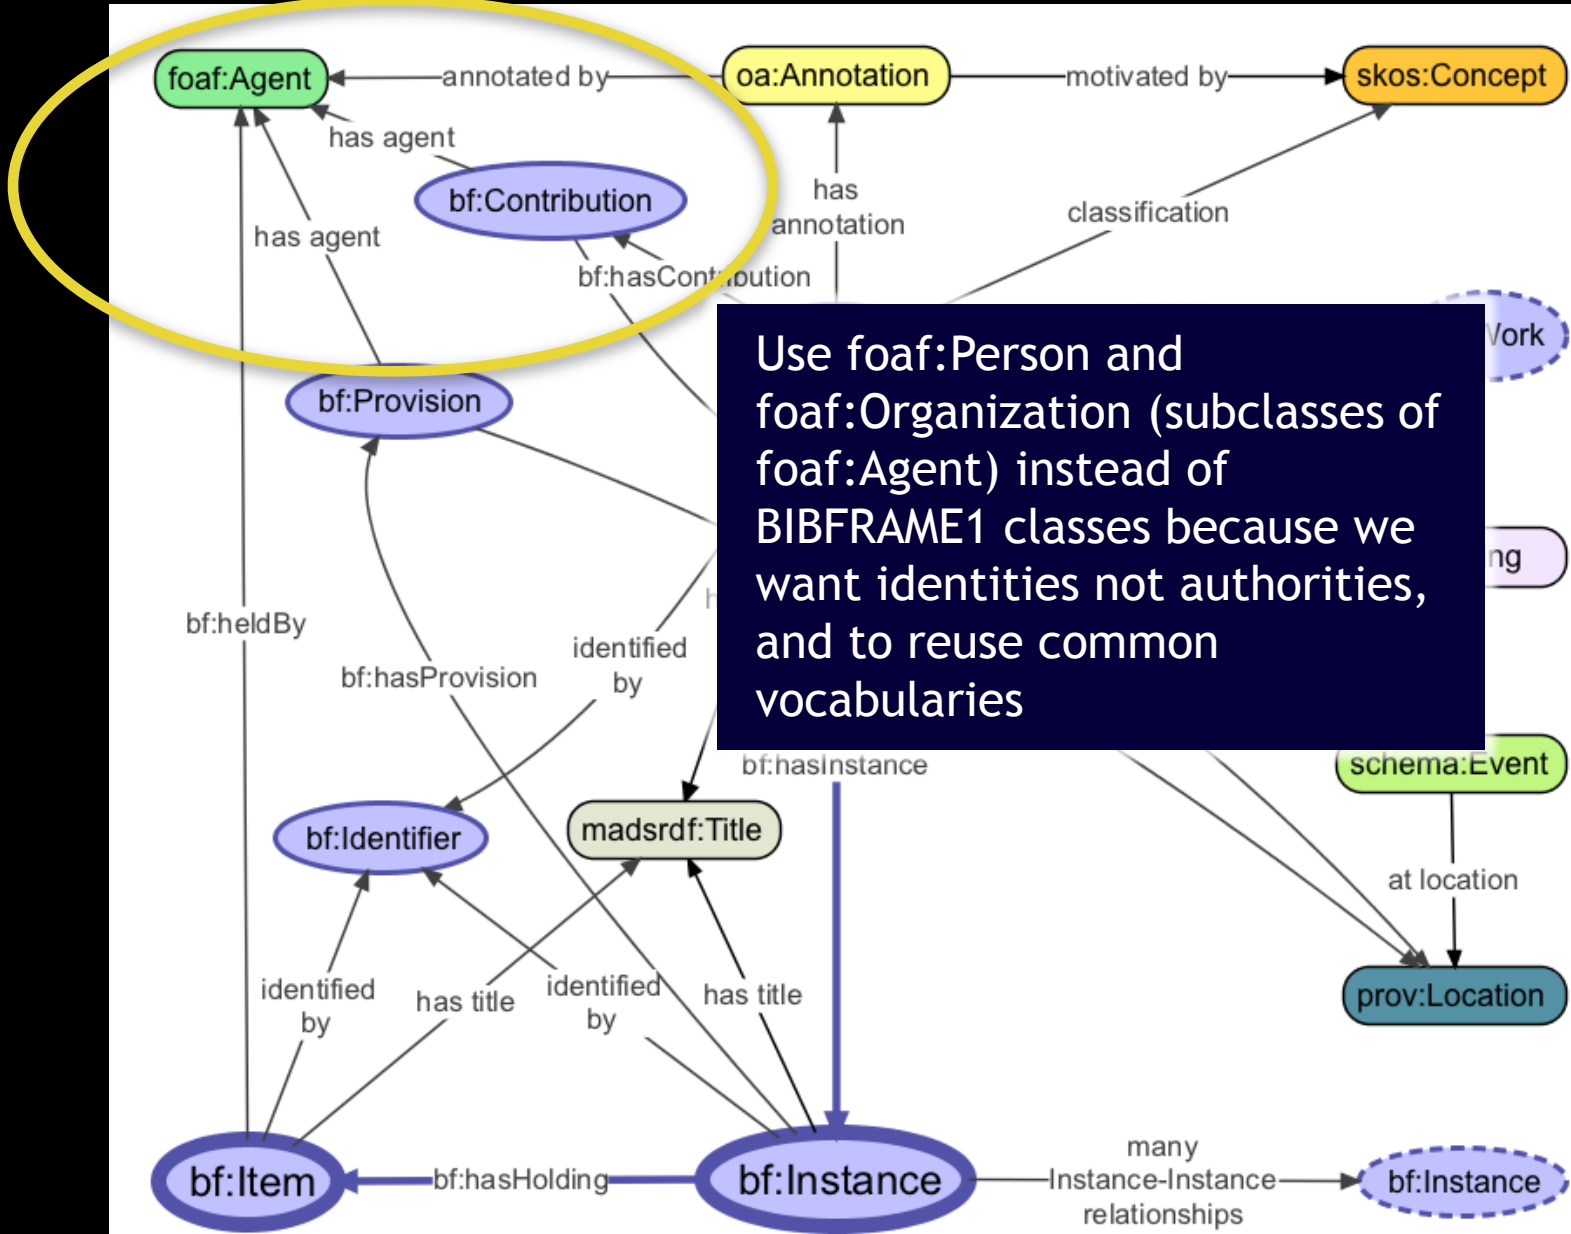 foaf:Agent
annotated by
oa:Annotation
motivated by
skos:Concept
has agent
bf:Contribution
has
annotation
classification
has agent
bf:hasContribution
Work
Use foaf:Person and
foaf:Organization (subclasses of
foaf:Agent) instead of
BIBFRAME1 classes because we
want identities not authorities,
and to reuse common
vocabularies
bf:Provision
ng
bf:heldBy
identified
by
bf:hasProvision
bf:hasInstance
schema:Event
bf:Identifier
madsrdf:Title
at location
identified
by
has title
identified
by
has title
prov:Location
bf:Item
bf:hasHolding
bf:Instance
many
Instance-Instance
relationships
bf:Instance